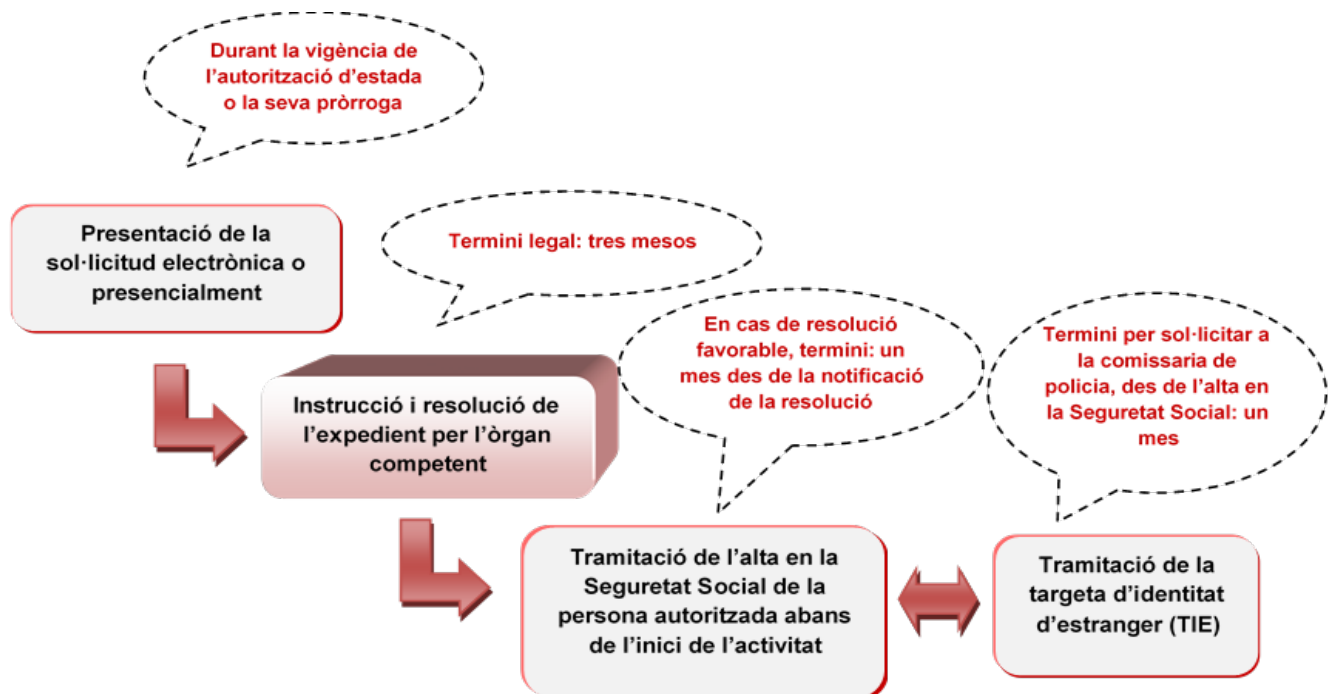 Durant la vigència de
l'autorització d'estada
o la seva pròrroga
Presentació de la
sol·licitud electrònica o
presencialment
Termini legal: tres mesos
Instrucció i resolució de
l'expedient per l'òrgan
competent
En cas de resolució
favorable, termini: un
mes des de la notificació
de la resolució
Tramitació de l'alta en la
Seguretat Social de la
persona autoritzada abans
de l'inici de l'activitat
Termini per sol·licitar a
la comissaria de
policia, des de l'alta en
la Seguretat Social: un
mes
Tramitació de la
targeta d'identitat
d'estranger (TIE)